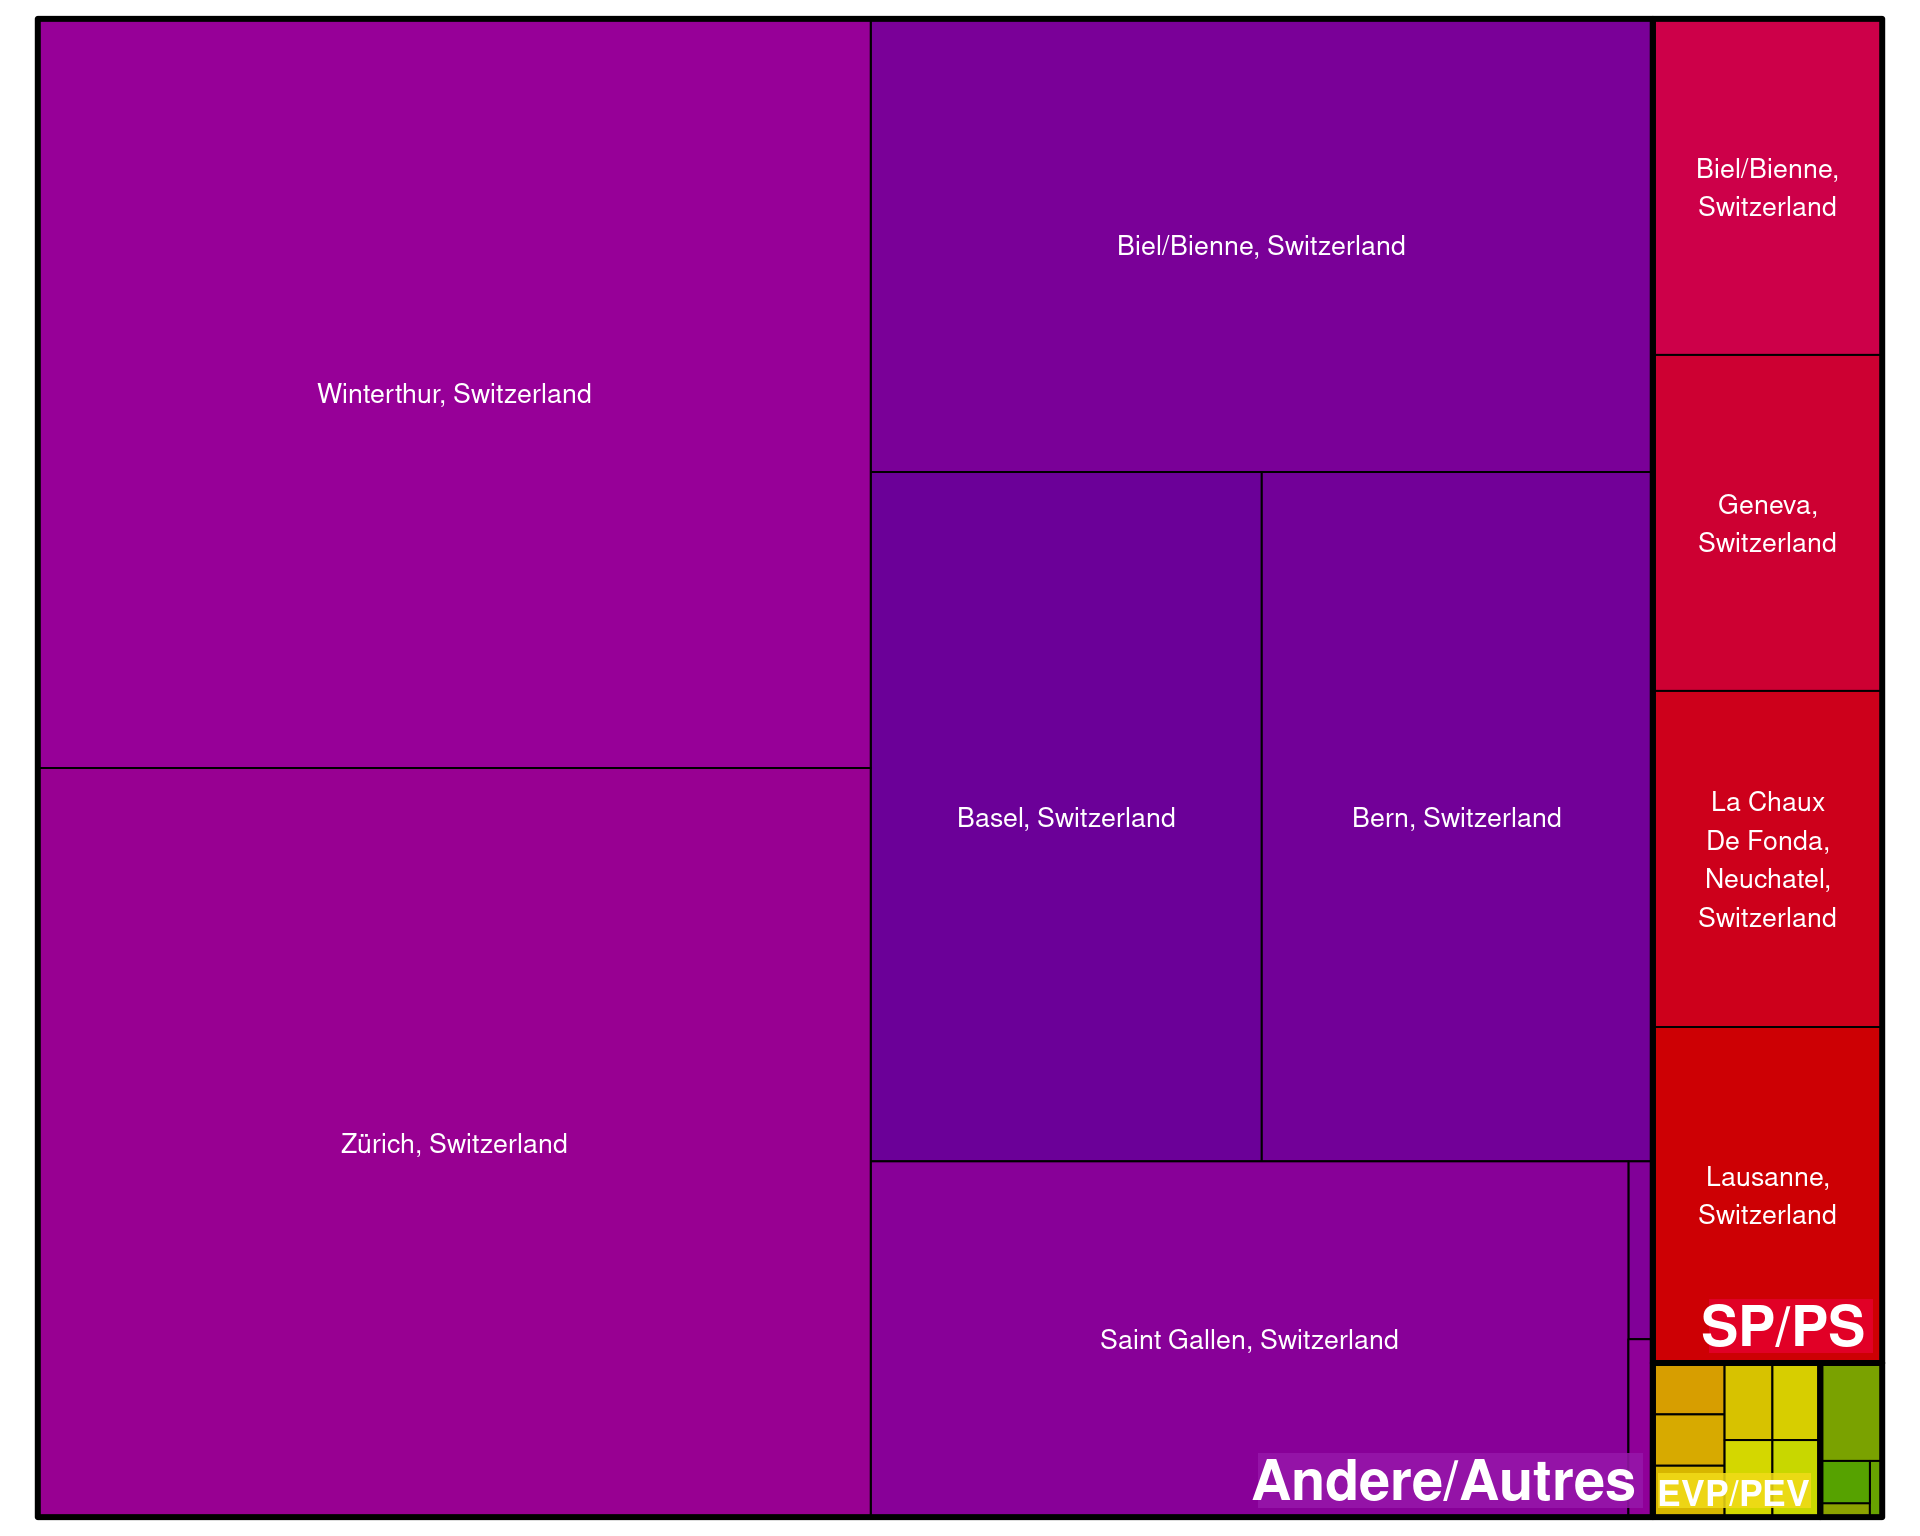 Winterthur, Switzerland
Zürich, Switzerland
Biel/Bienne, Switzerland
Basel, Switzerland
Bern, Switzerland
Saint Gallen, Switzerland
Andere/Autres
Biel/Bienne,
Switzerland
Geneva,
Switzerland
La Chaux
De Fonda,
Neuchatel,
Switzerland
Lausanne,
Switzerland
SP/PS
EVP/PEV